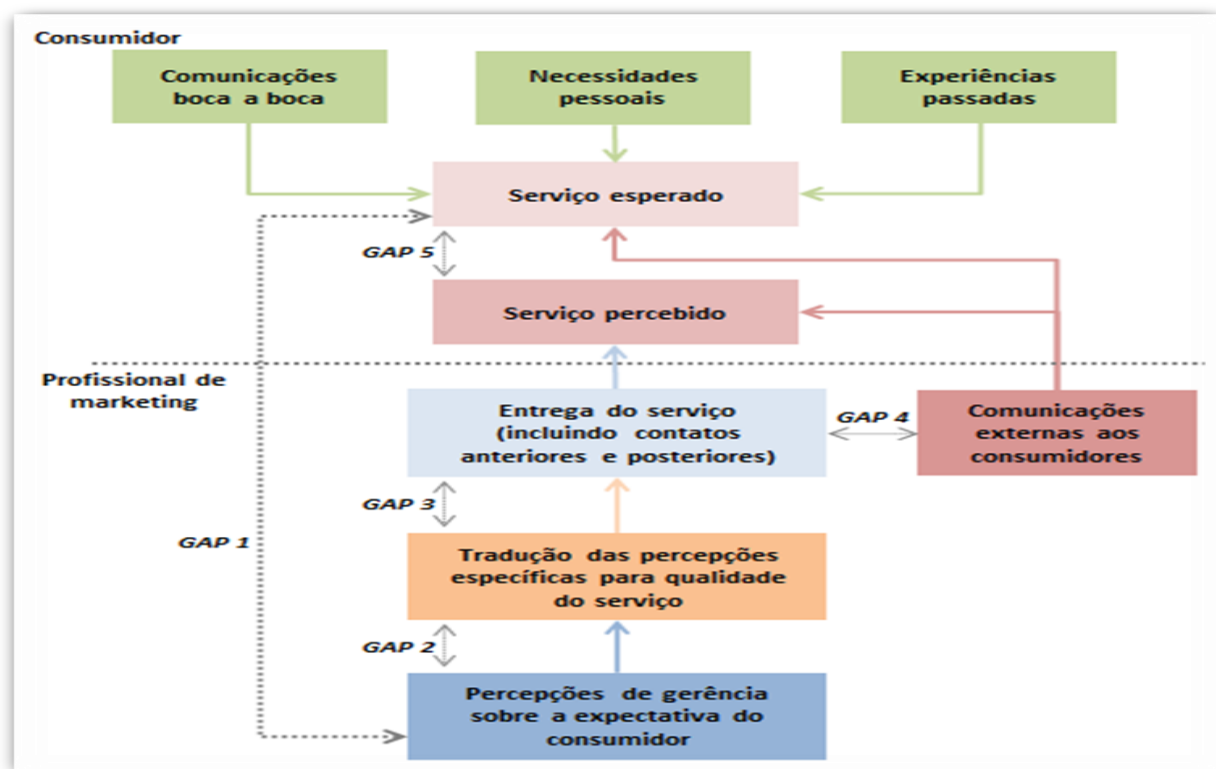 Consumidor
Comunicações
boca a boca
Necessidades
pessoais
Experiências
passadas
Serviço esperado
GAP 5
Serviço percebido
Profissional de
marketing
Entrega do serviço
(incluindo contatos
anteriores e posteriores)
GAP 4
Comunicações
externas aos
consumidores
GAP 3
GAP 1
Tradução das percepções
específicas para qualidade
do serviço
GAP 2
Percepções de gerência
sobre a expectativa do
consumidor